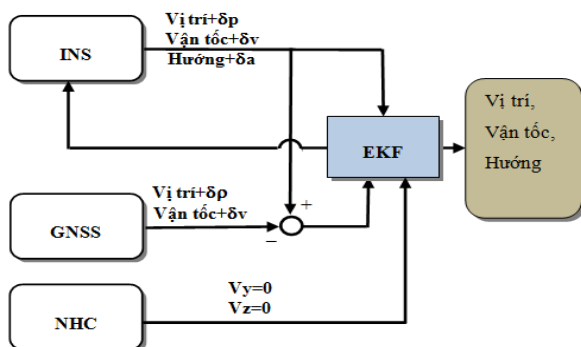 INS
Vị trí+δp
Vận tốc+δv
Hướng+δa
EKF
Vị trí,
Vận tốc,
Hướng
GNSS
Vị trí+δρ
Vận tốc+δv
+
−
NHC
Vy=0
Vz=0